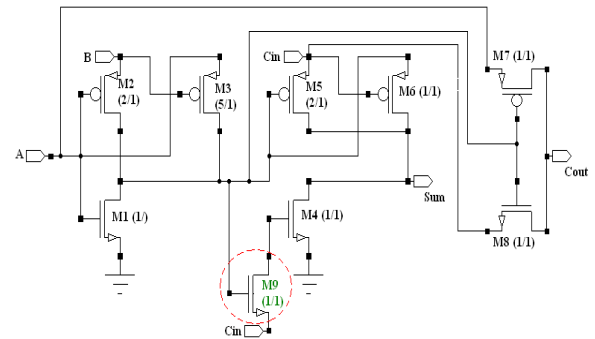 M7 (1/1)
B
Cin
M2
(2/1)
M3
(5/1)
M5
(2/1)
M6 (1/1)
A
Cout
Sum
M1 (1/)
M4 (1/1)
M8 (1/1)
M9
(1/1)
Cin